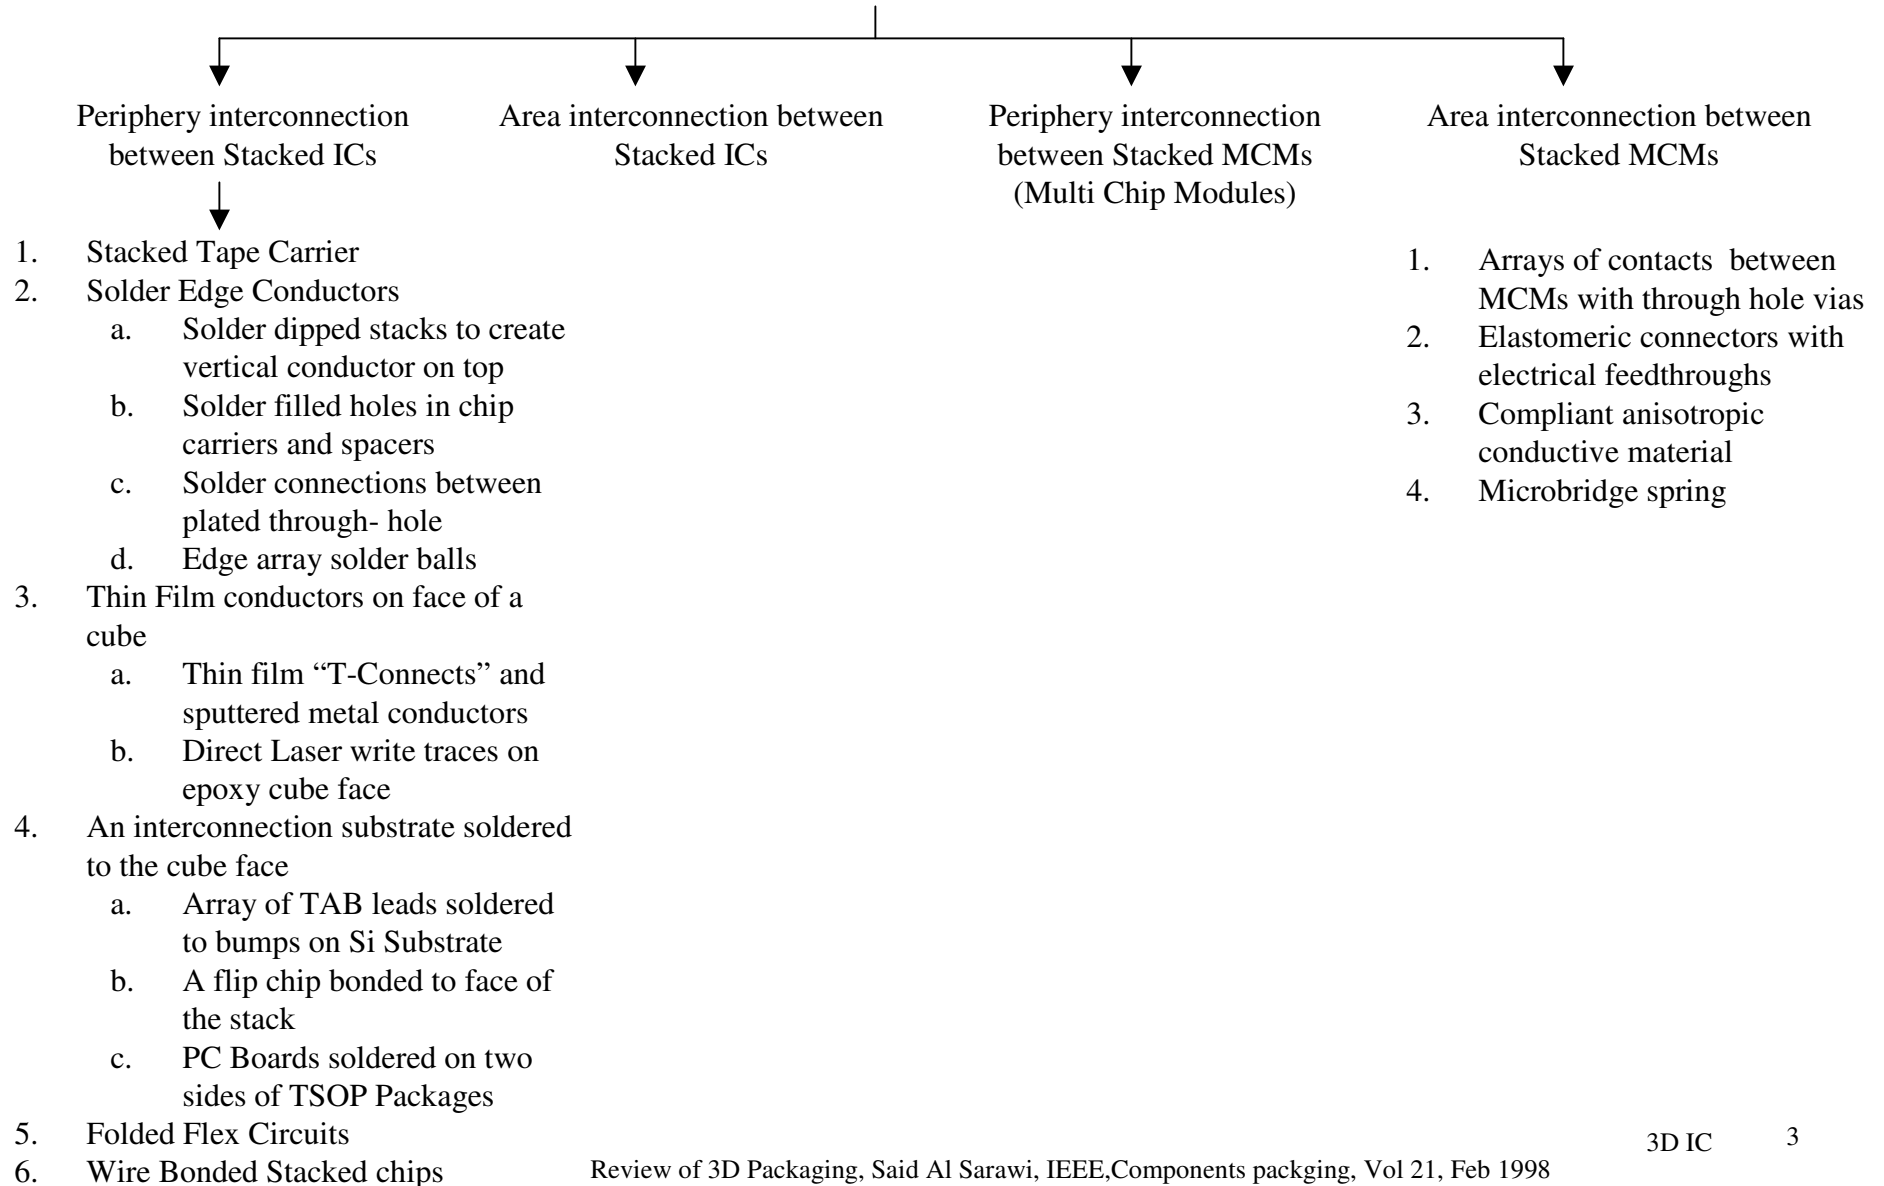 Periphery interconnection
between Stacked ICs
Area interconnection between
Stacked ICs
Periphery interconnection
between Stacked MCMs
(Multi Chip Modules)
Area interconnection between
Stacked MCMs
1. Stacked Tape Carrier
2. Solder Edge Conductors
a. Solder dipped stacks to create
vertical conductor on top
b. Solder filled holes in chip
carriers and spacers
c. Solder connections between
plated through- hole
d. Edge array solder balls
3. Thin Film conductors on face of a
cube
a. Thin film “T-Connects” and
sputtered metal conductors
b. Direct Laser write traces on
epoxy cube face
4. An interconnection substrate soldered
to the cube face
a. Array of TAB leads soldered
to bumps on Si Substrate
b. A flip chip bonded to face of
the stack
c. PC Boards soldered on two
sides of TSOP Packages
5. Folded Flex Circuits
6. Wire Bonded Stacked chips
1. Arrays of contacts between
MCMs with through hole vias
2. Elastomeric connectors with
electrical feedthroughs
3. Compliant anisotropic
conductive material
4. Microbridge spring
Review of 3D Packaging, Said Al Sarawi, IEEE,Components packging, Vol 21, Feb 1998
3D IC 3